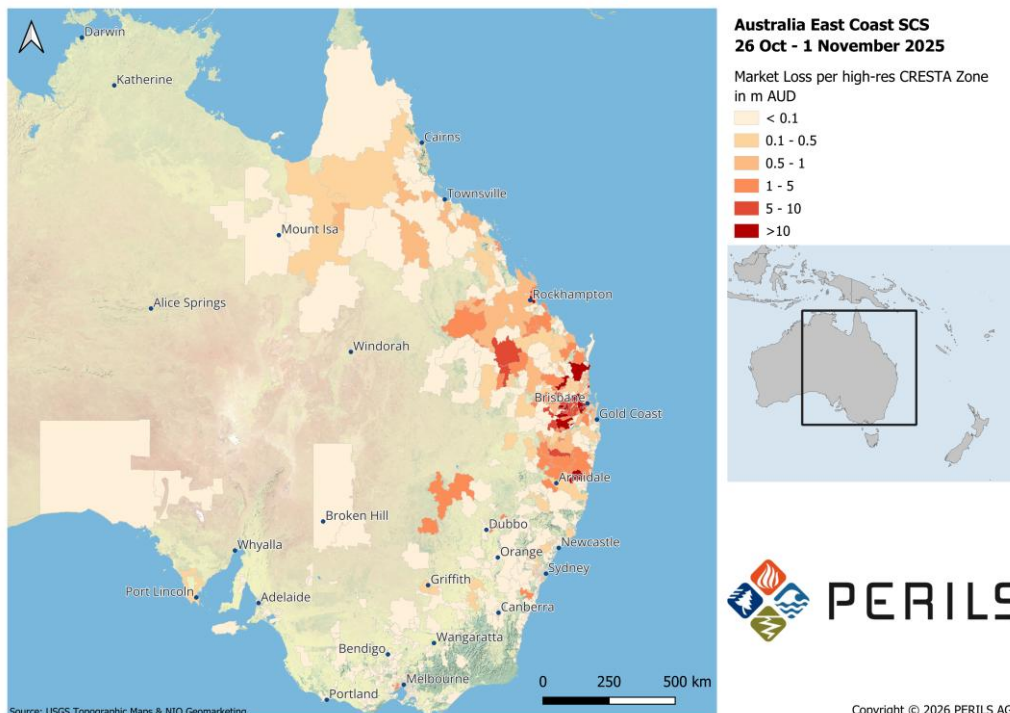 Australia East Coast SCS
26 Oct - 1 November 2025
Market Loss per high-res CRESTA Zone
in m AUD
< 0.1
0.1 - 0.5
0.5 - 1
1 - 5
5 - 10
>10
Darwin
Katherine
Cairns
Townsville
Mount Isa
Rockhampton
Alice Springs
Windorah
Brisbane
Gold Coast
Armidale
Broken Hill
Dubbo
Whyalla
Orange
Newcastle
Sydney
Port Lincoln
Adelaide
Griffith
Canberra
Bendigo
Wangaratta
Melbourne
Portland
0 250 500 km
PERILS
Source: USGS Topographic Maps & NIQ Geomarketing
Copyright © 2026 PERILS AG